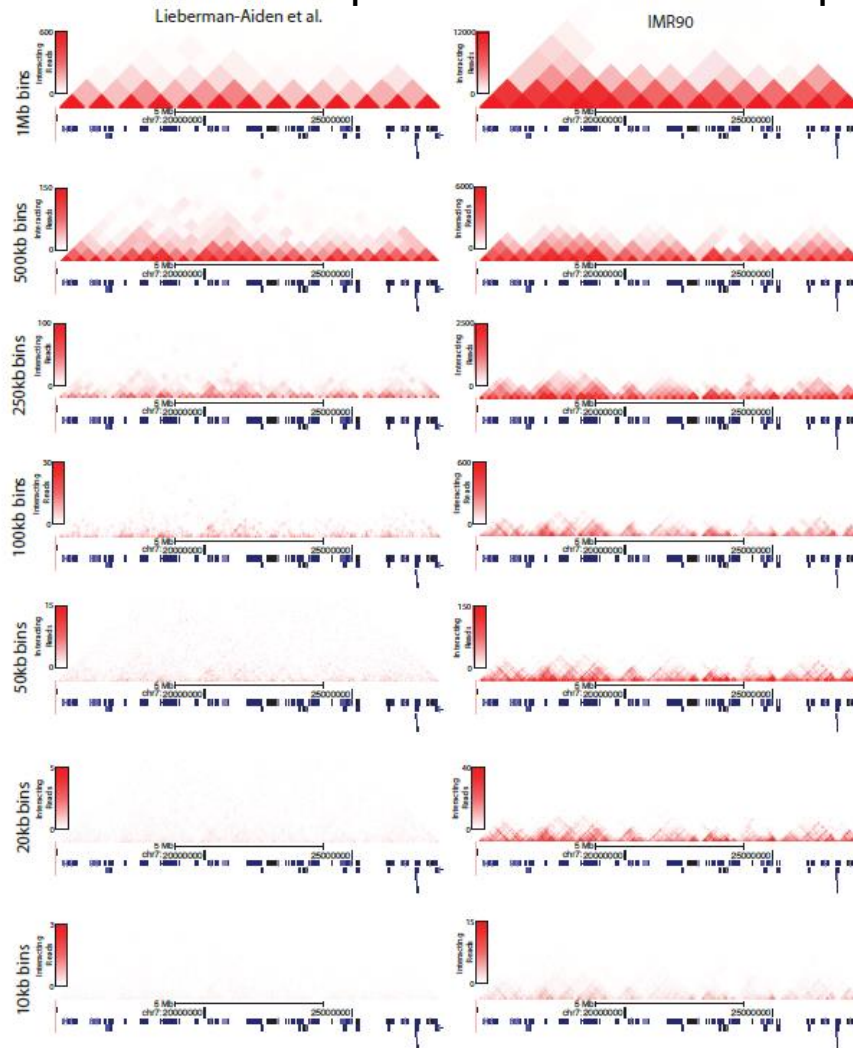 Lieberman-Aiden et al.
IMR90
1Mb bins
600
Interacting
Reads
0
5 Mb
chr7:20000000
25000000
12000
Interacting
Reads
0
5 Mb
chr7:20000000
25000000
500kb bins
150
Interacting
Reads
0
5 Mb
chr7:20000000
25000000
6000
Interacting
Reads
0
5 Mb
chr7:20000000
25000000
250kb bins
100
Interacting
Reads
0
5 Mb
chr7:20000000
25000000
2500
Interacting
Reads
0
5 Mb
chr7:20000000
25000000
100kb bins
30
Interacting
Reads
0
5 Mb
chr7:20000000
25000000
600
Interacting
Reads
0
5 Mb
chr7:20000000
25000000
50kb bins
15
Interacting
Reads
0
5 Mb
chr7:20000000
25000000
150
Interacting
Reads
0
5 Mb
chr7:20000000
25000000
20kb bins
5
Interacting
Reads
0
5 Mb
chr7:20000000
25000000
40
Interacting
Reads
0
5 Mb
chr7:20000000
25000000
10kb bins
3
Interacting
Reads
0
5 Mb
chr7:20000000
25000000
15
Interacting
Reads
0
5 Mb
chr7:20000000
25000000